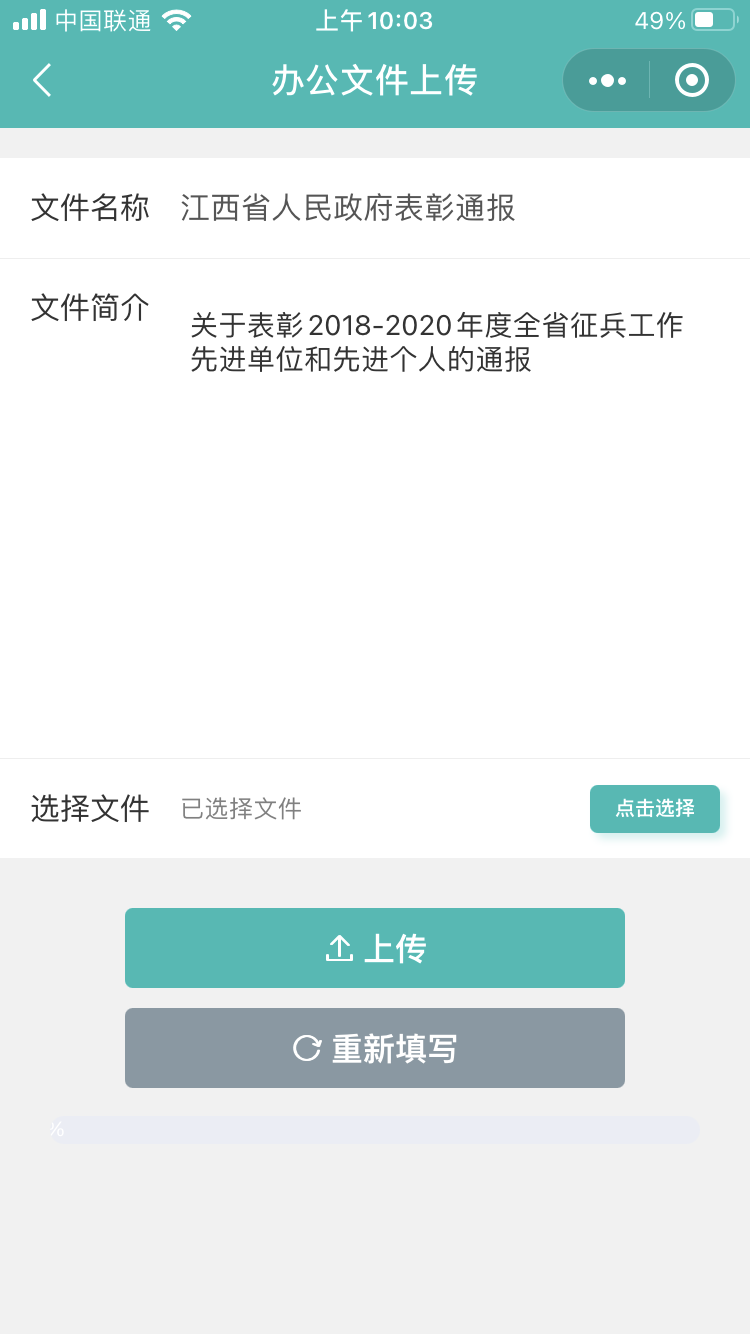 中国联通 上午10:03 49%
办公文件上传
文件名称 江西省人民政府表彰通报
文件简介
关于表彰2018-2020年度全省征兵工作
先进单位和先进个人的通报
选择文件 已选择文件 点击选择
上传
重新填写
%